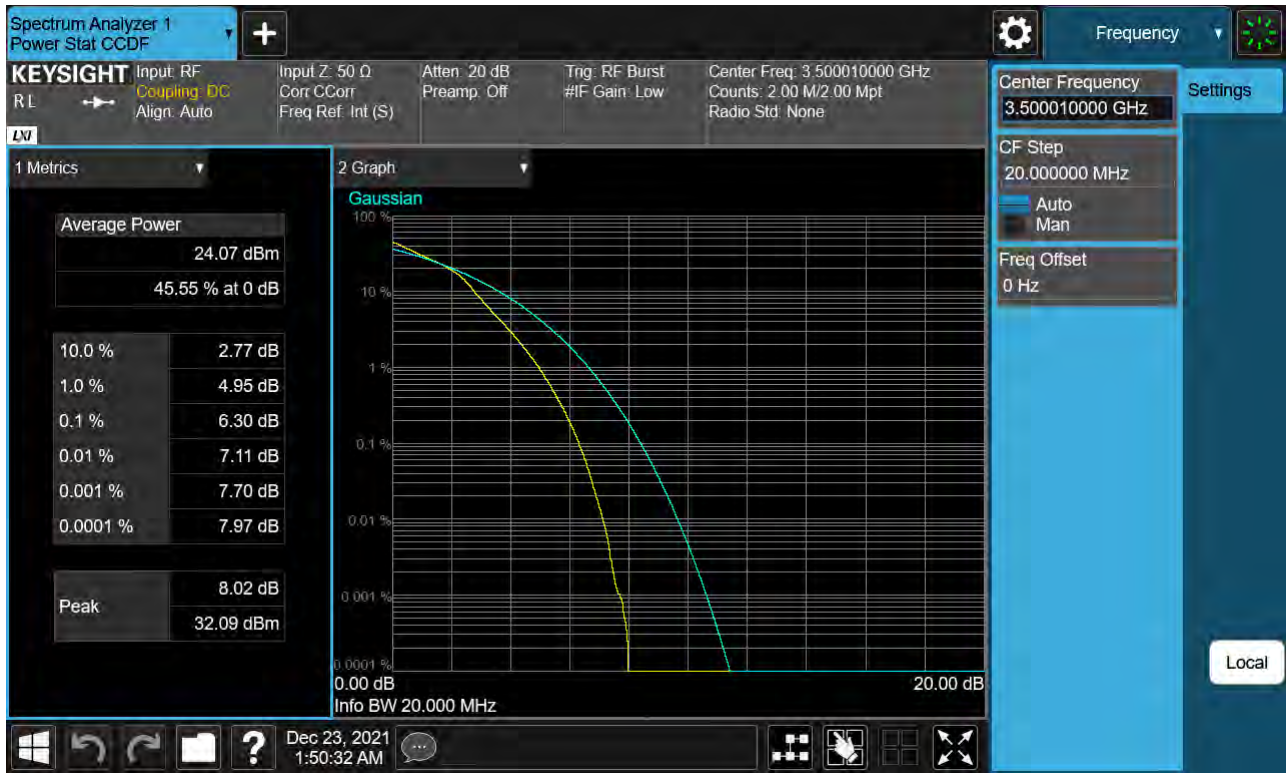 Spectrum Analyzer 1
Power Stat CCDF
+
Frequency
KEYSIGHT
RL
LXI
Input: RF
Coupling: DC
Align: Auto
Input Z: 50 Ω
Corr CCorr
Freq Ref: Int (S)
Atten: 20 dB
Preamp: Off
Trig: RF Burst
#IF Gain: Low
Center Freq: 3.500010000 GHz
Counts: 2.00 M/2.00 Mpt
Radio Std: None
1 Metrics
Average Power
24.07 dBm
45.55 % at 0 dB
10.0 % 2.77 dB
1.0 % 4.95 dB
0.1 % 6.30 dB
0.01 % 7.11 dB
0.001 % 7.70 dB
0.0001 % 7.97 dB
Peak
8.02 dB
32.09 dBm
2 Graph
Gaussian
100 %
10 %
1 %
0.1 %
0.01 %
0.001 %
0.0001 %
0.00 dB 20.00 dB
Info BW 20.000 MHz
Center Frequency
3.500010000 GHz
CF Step
20.000000 MHz
Auto
Man
Freq Offset
0 Hz
Settings
Local
?
Dec 23, 2021
1:50:32 AM